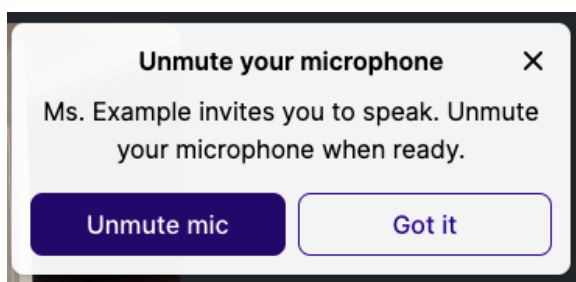 Unmute your microphone
Ms. Example invites you to speak. Unmute
your microphone when ready.
Unmute mic
Got it